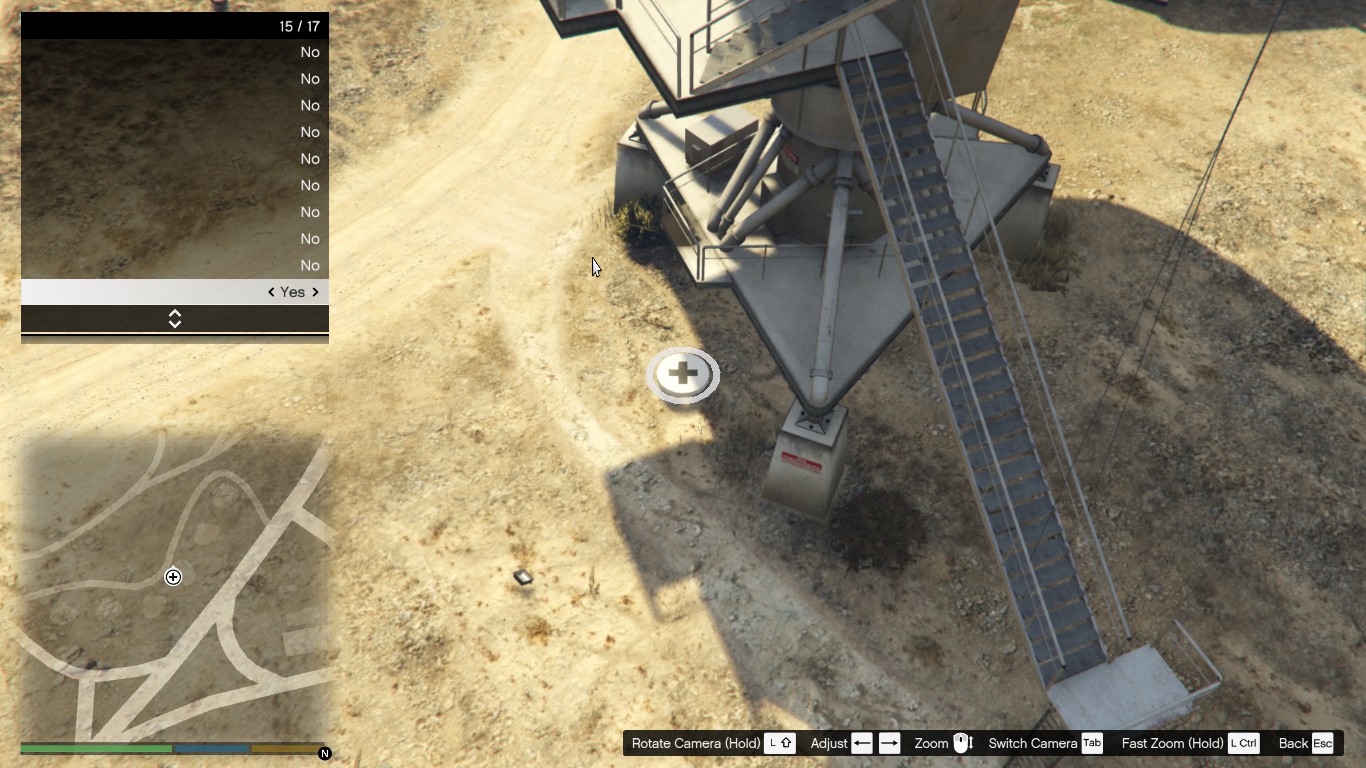 15 / 17
No
No
No
No
No
No
No
No
No
Yes
N
Rotate Camera (Hold) L Adjust Zoom Switch Camera Tab Fast Zoom (Hold) L Ctrl Back Esc